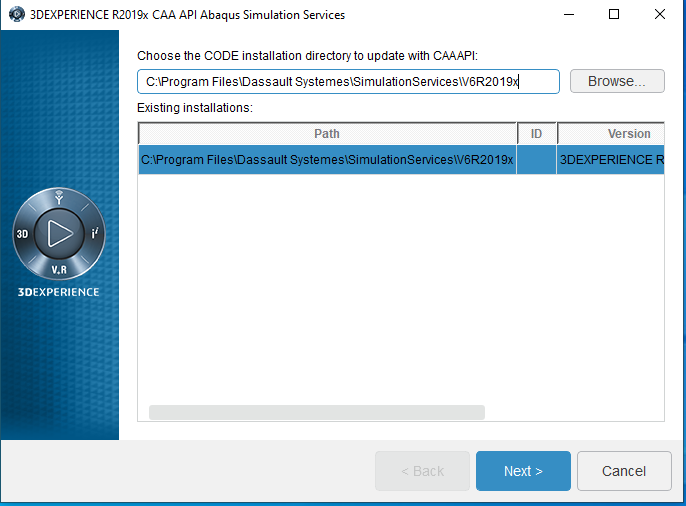 3DEXPERIENCE R2019x CAA API Abaqus Simulation Services
Choose the CODE installation directory to update with CAAAPI:
C:\Program Files\Dassault Systemes\SimulationServices\V6R2019x
Browse...
Existing installations:
Path ID Version
C:\Program Files\Dassault Systemes\SimulationServices\V6R2019x 3DEXPERIENCE R
3D
i²
V.R
3DEXPERIENCE
< Back Next > Cancel